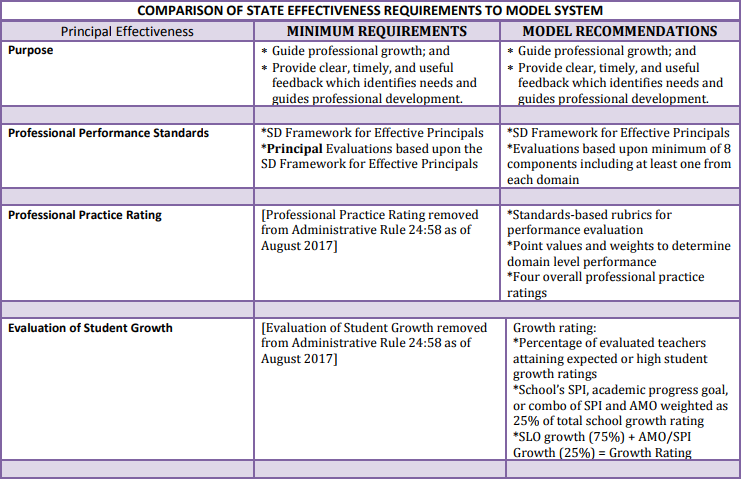 COMPARISON OF STATE EFFECTIVENESS REQUIREMENTS TO MODEL SYSTEM
Principal Effectiveness
MINIMUM REQUIREMENTS
MODEL RECOMMENDATIONS
Purpose
* Guide professional growth; and
* Provide clear, timely, and useful
feedback which identifies needs and
guides professional development.
* Guide professional growth; and
* Provide clear, timely, and useful
feedback which identifies needs and
guides professional development.
Professional Performance Standards
*SD Framework for Effective Principals
*Principal Evaluations based upon the
SD Framework for Effective Principals
*SD Framework for Effective Principals
*Evaluations based upon minimum of 8
components including at least one from
each domain
Professional Practice Rating
[Professional Practice Rating removed
from Administrative Rule 24:58 as of
August 2017]
*Standards-based rubrics for
performance evaluation
*Point values and weights to determine
domain level performance
*Four overall professional practice
ratings
Evaluation of Student Growth
[Evaluation of Student Growth removed
from Administrative Rule 24:58 as of
August 2017]
Growth rating:
*Percentage of evaluated teachers
attaining expected or high student
growth ratings
*School's SPI, academic progress goal,
or combo of SPI and AMO weighted as
25% of total school growth rating
*SLO growth (75%) + AMO/SPI
Growth (25%) = Growth Rating